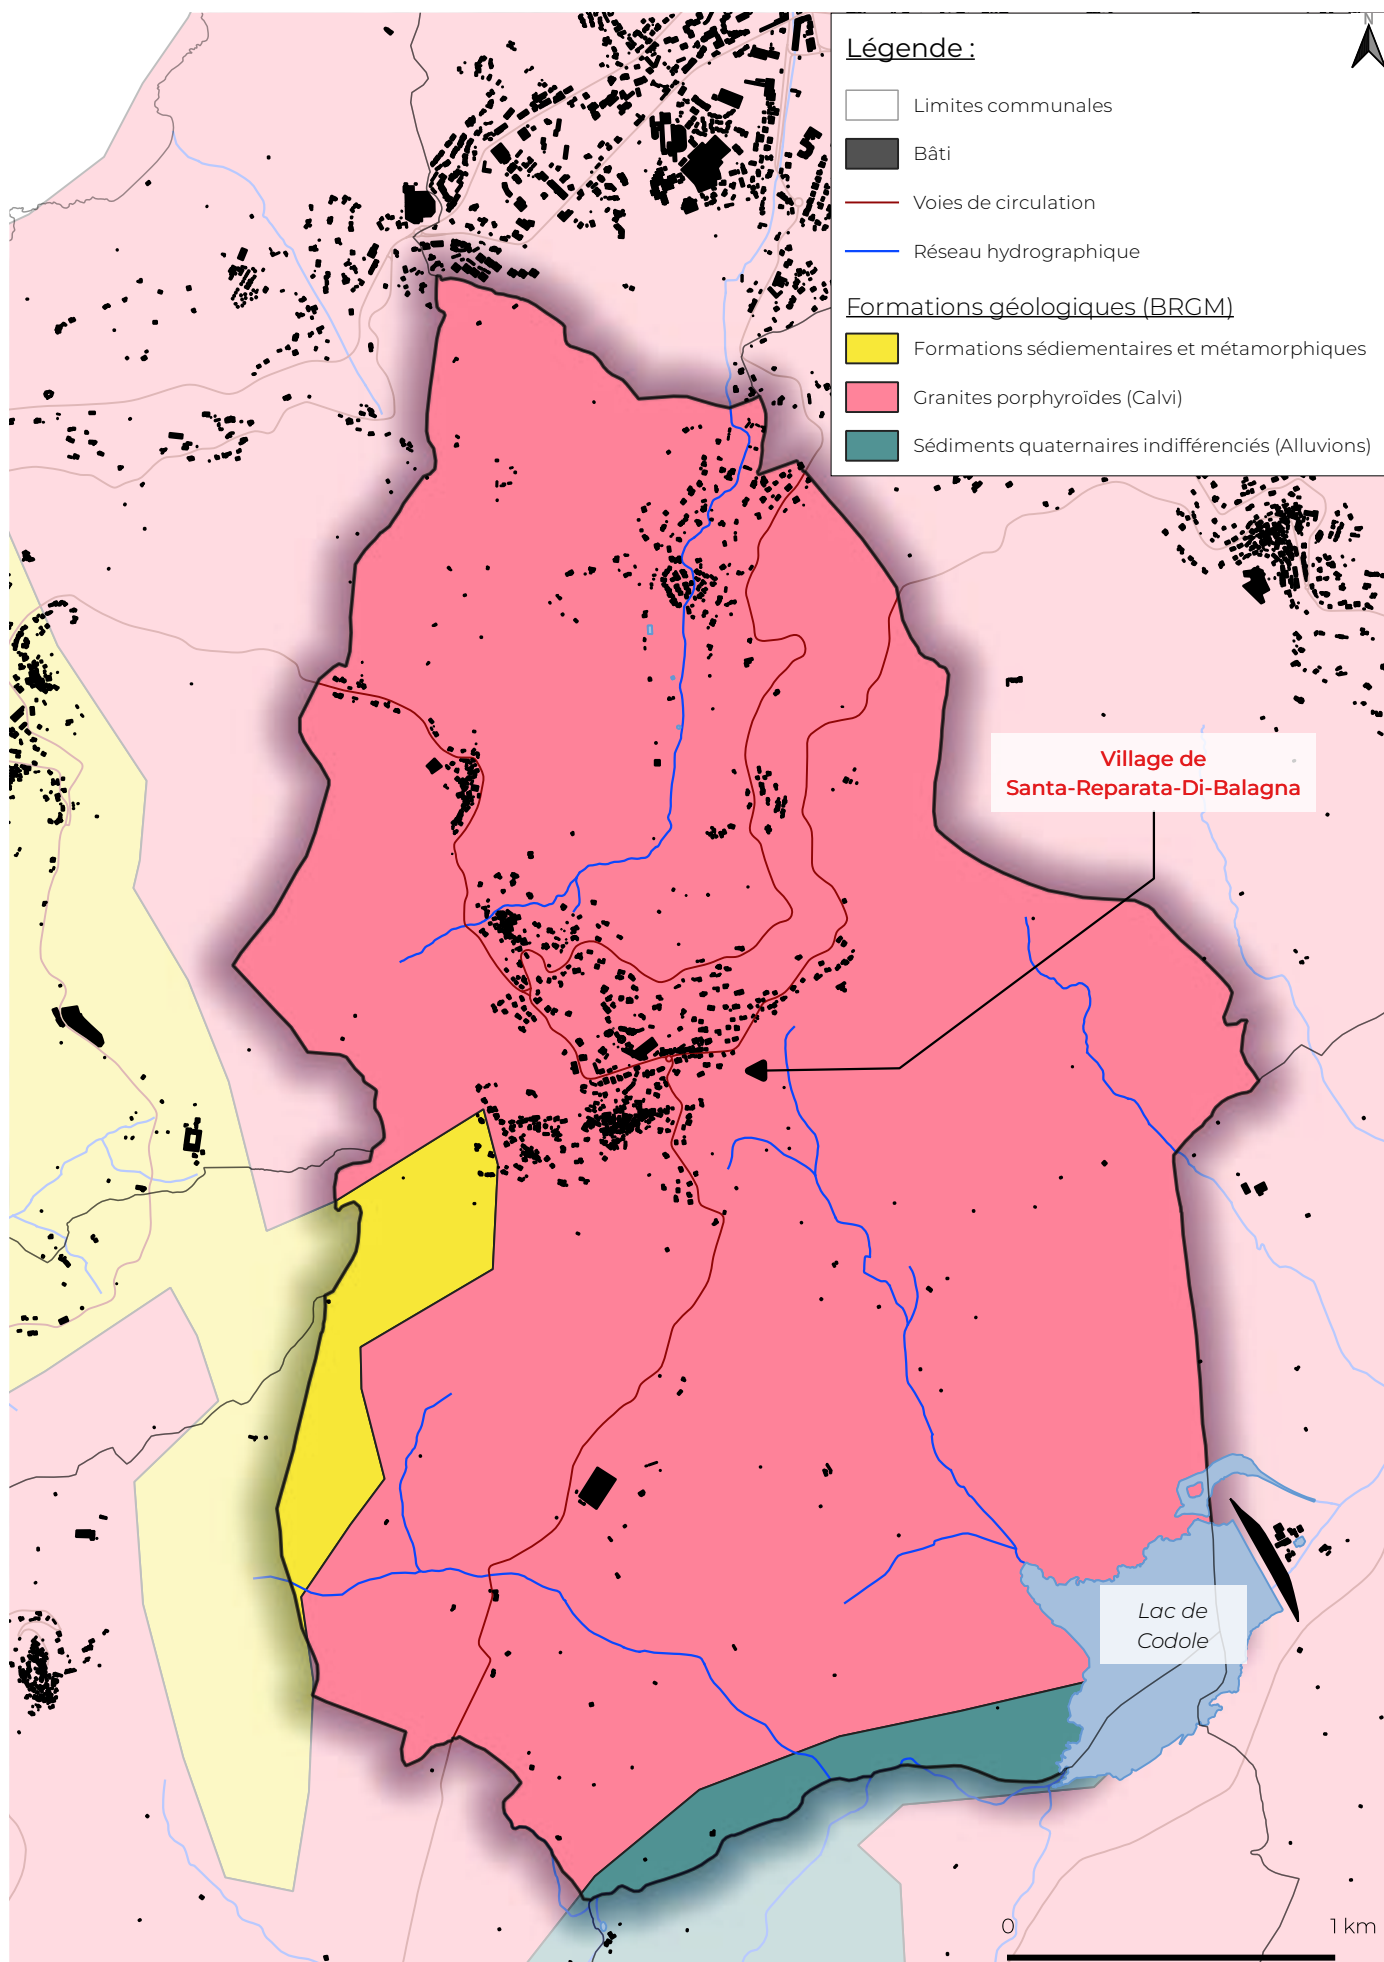 N
Légende :
Limites communales
Bâti
Voies de circulation
Réseau hydrographique
Formations géologiques (BRGM)
Formations sédiementaires et métamorphiques
Granites porphyroïdes (Calvi)
Sédiments quaternaires indifférenciés (Alluvions)
Village de
Santa-Reparata-Di-Balagna
Lac de
Codole
0 1 km